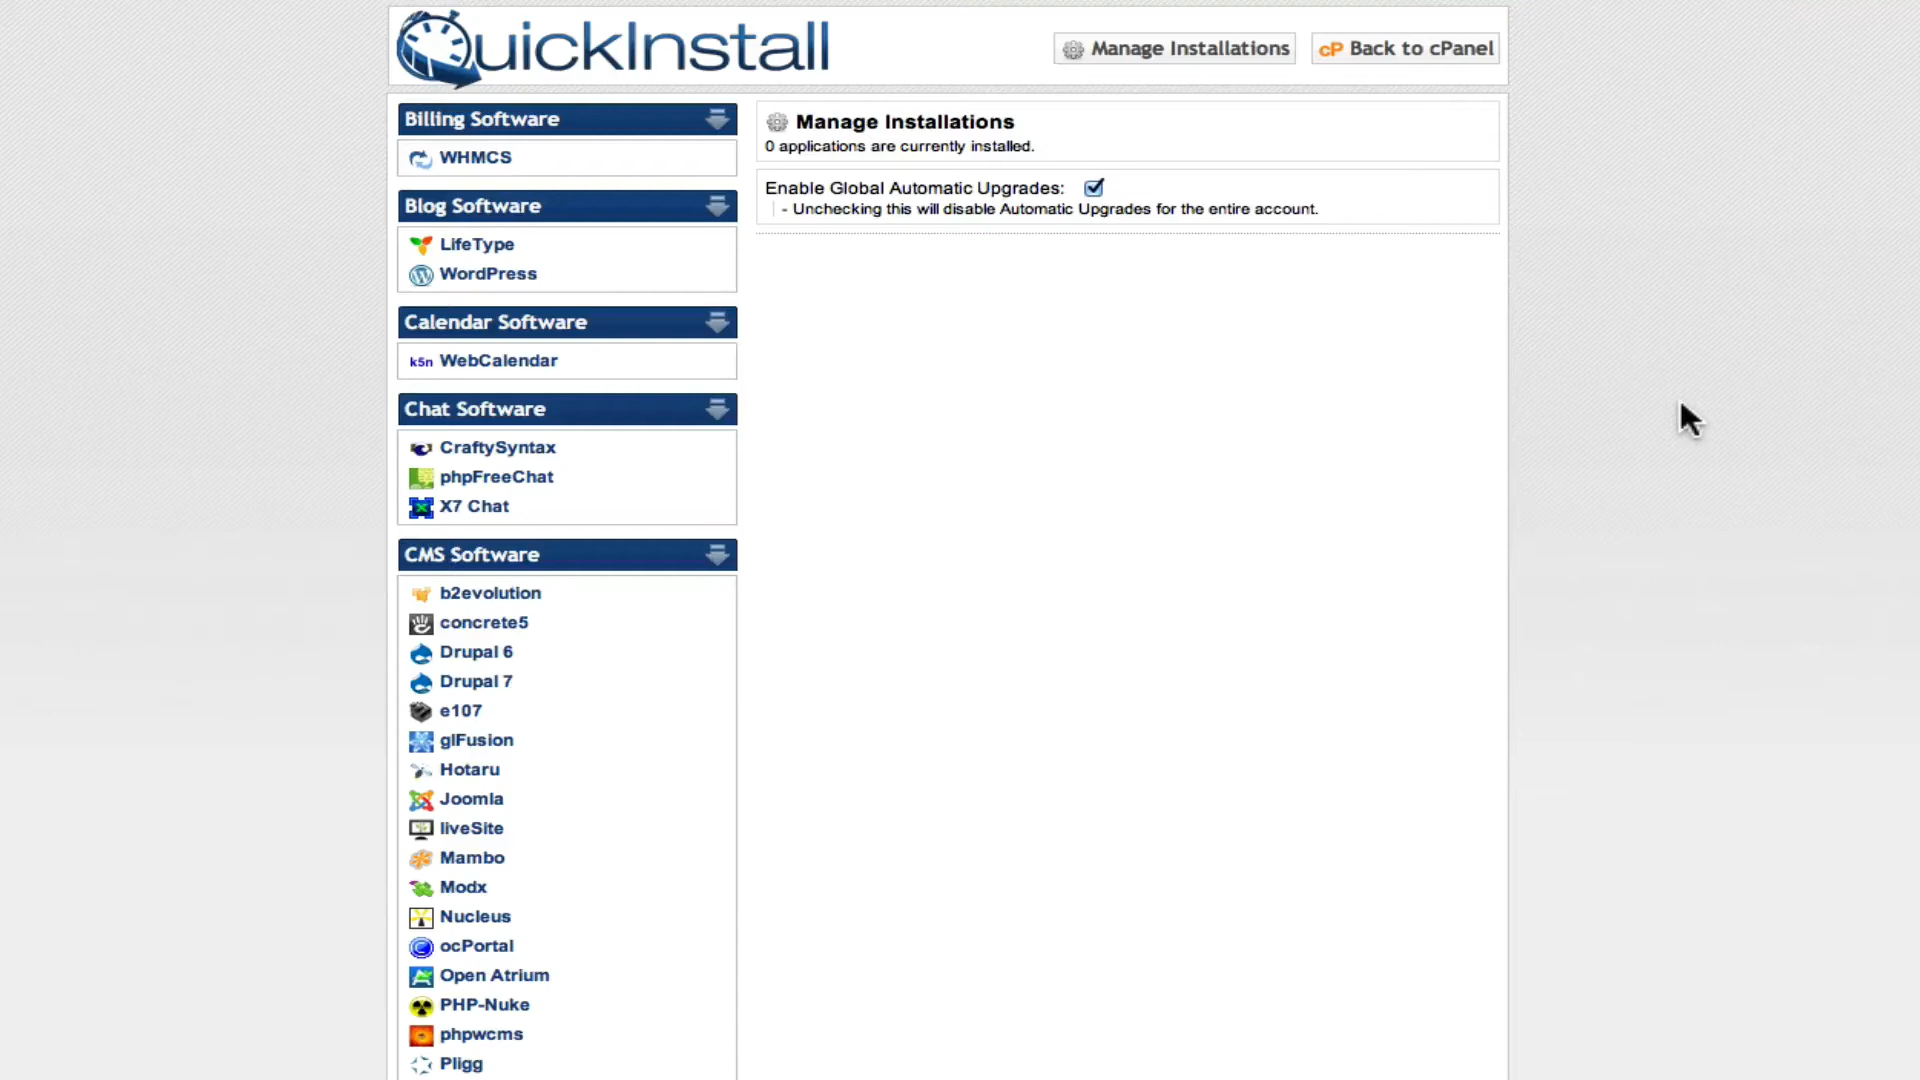 QuickInstall
Manage Installations
cP Back to cPanel
Billing Software
WHMCS
Blog Software
LifeType
WordPress
Calendar Software
k5n WebCalendar
Chat Software
CraftySyntax
phpFreeChat
X7 Chat
CMS Software
b2evolution
concrete5
Drupal 6
Drupal 7
e107
glFusion
Hotaru
Joomla
liveSite
Mambo
Modx
Nucleus
ocPortal
Open Atrium
PHP-Nuke
phpwcms
Pligg
Manage Installations
0 applications are currently installed.
Enable Global Automatic Upgrades:
- Unchecking this will disable Automatic Upgrades for the entire account.